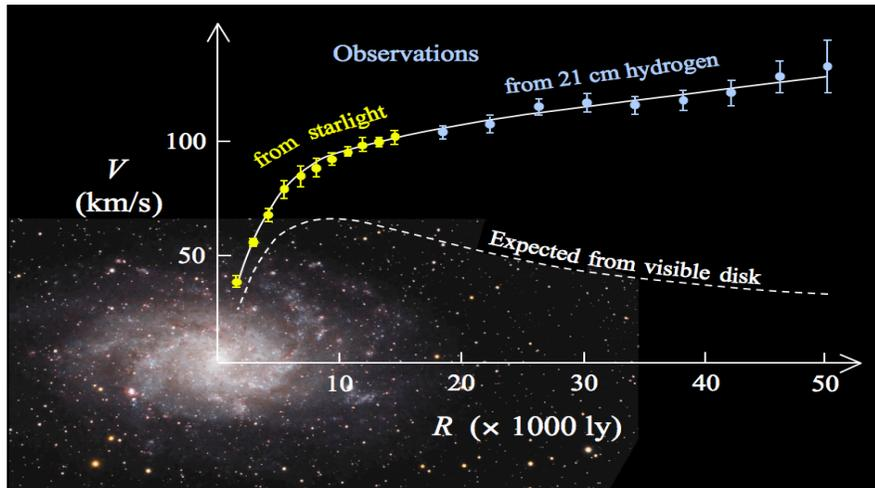 Observations
from 21 cm hydrogen
from starlight
100
V
(km/s)
50
Expected from visible disk
10 20 30 40 50
R (× 1000 ly)